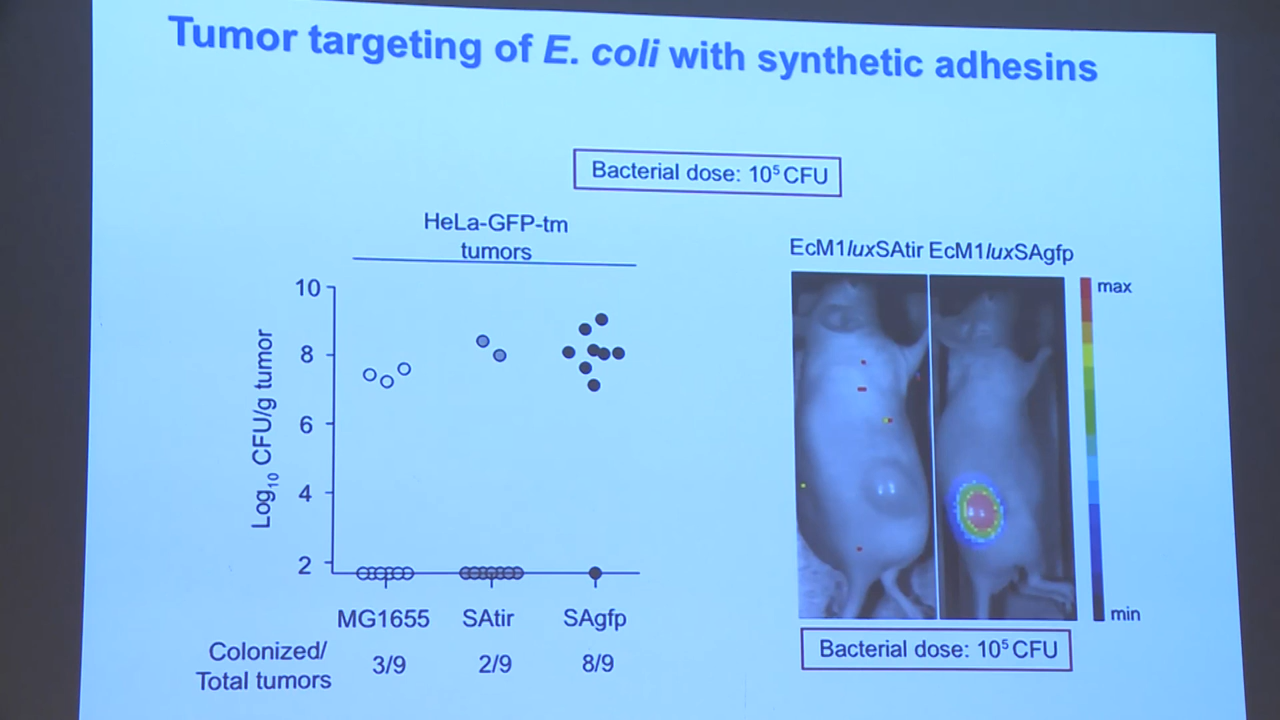 Tumor targeting of E. coli with synthetic adhesins
Bacterial dose: 10⁵ CFU
HeLa-GFP-tm
tumors
Log₁₀ CFU/g tumor
10
8
6
4
2
MG1655 SAtir SAgfp
Colonized/
Total tumors
3/9 2/9 8/9
EcM1luxSAtir EcM1luxSAgfp
max
min
Bacterial dose: 10⁵ CFU